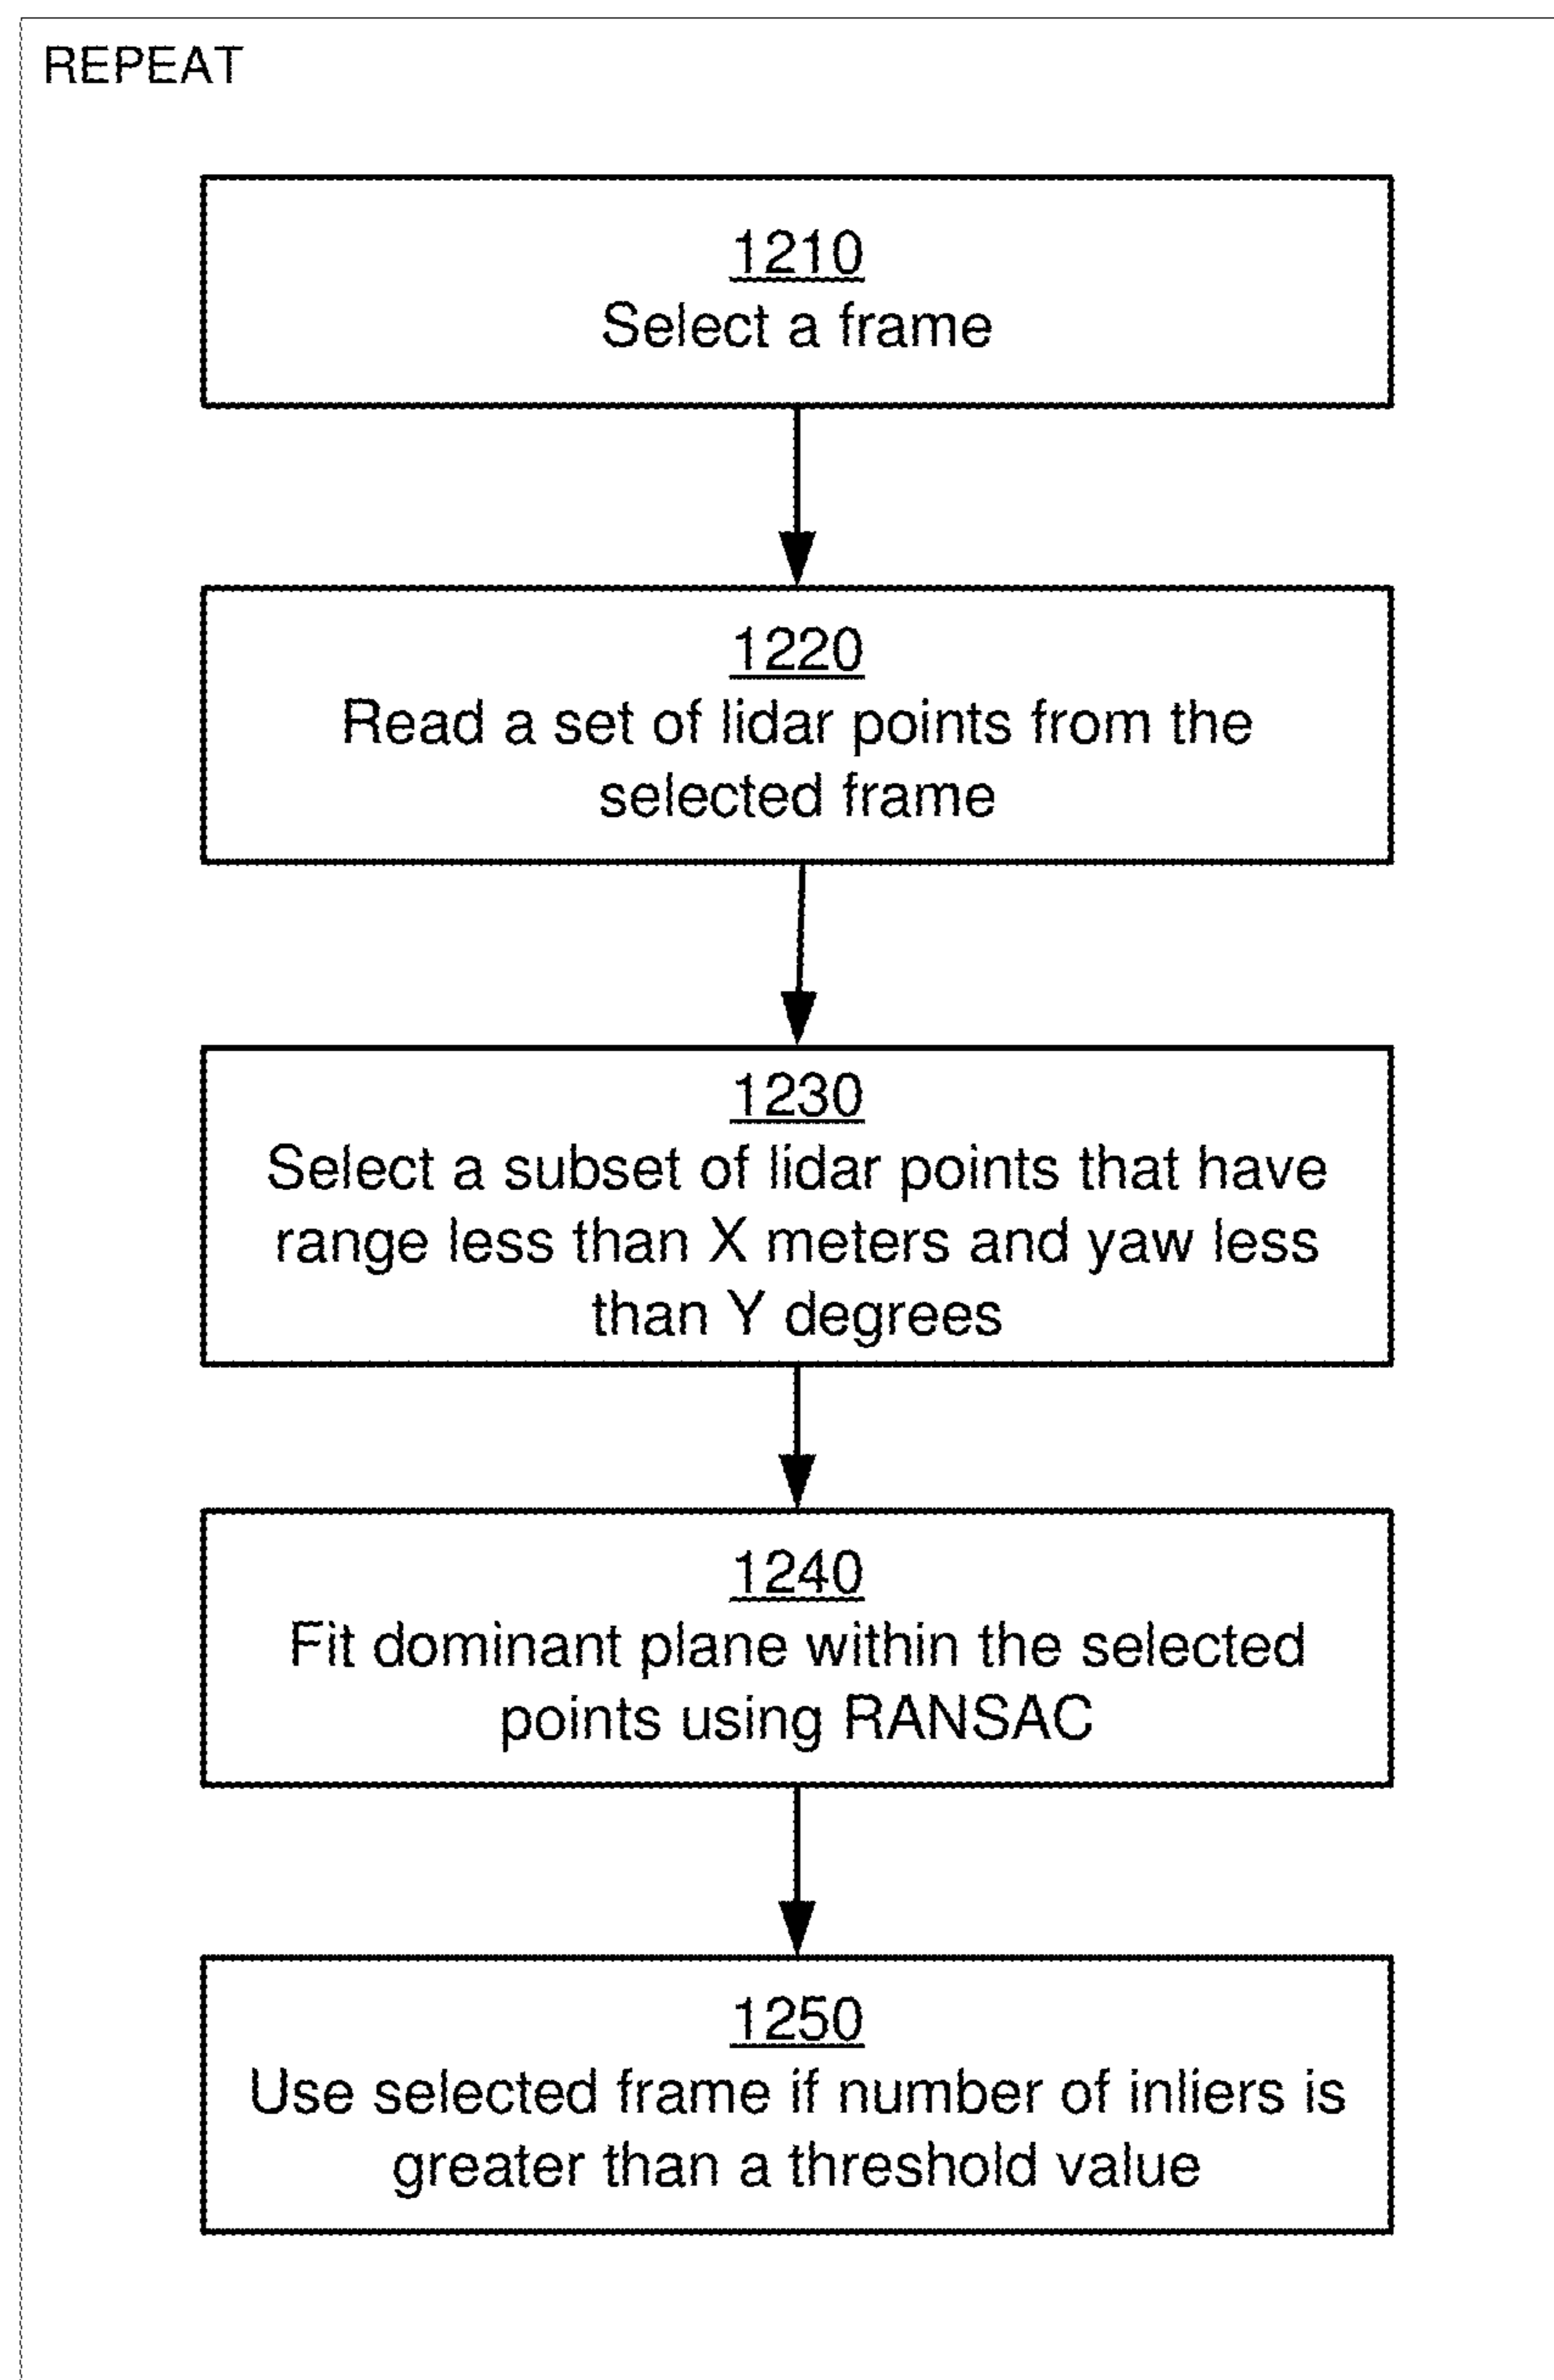 REPEAT
1210
Select a frame
1220
Read a set of lidar points from the
selected frame
1230
Select a subset of lidar points that have
range less than X meters and yaw less
than Y degrees
1240
Fit dominant plane within the selected
points using RANSAC
1250
Use selected frame if number of inliers is
greater than a threshold value